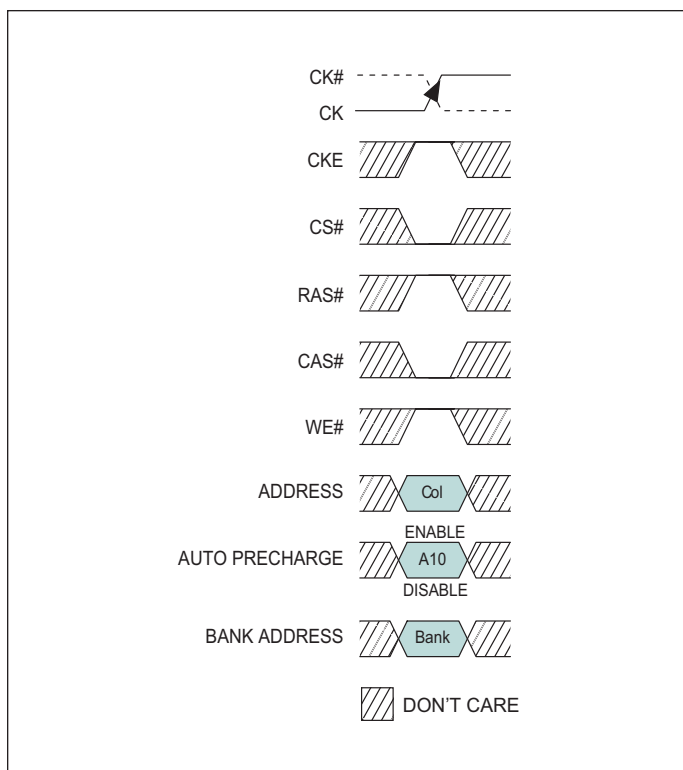 CK#
CK
CKE
CS#
RAS#
CAS#
WE#
ADDRESS Col
ENABLE
AUTO PRECHARGE A10
DISABLE
BANK ADDRESS Bank
DON'T CARE